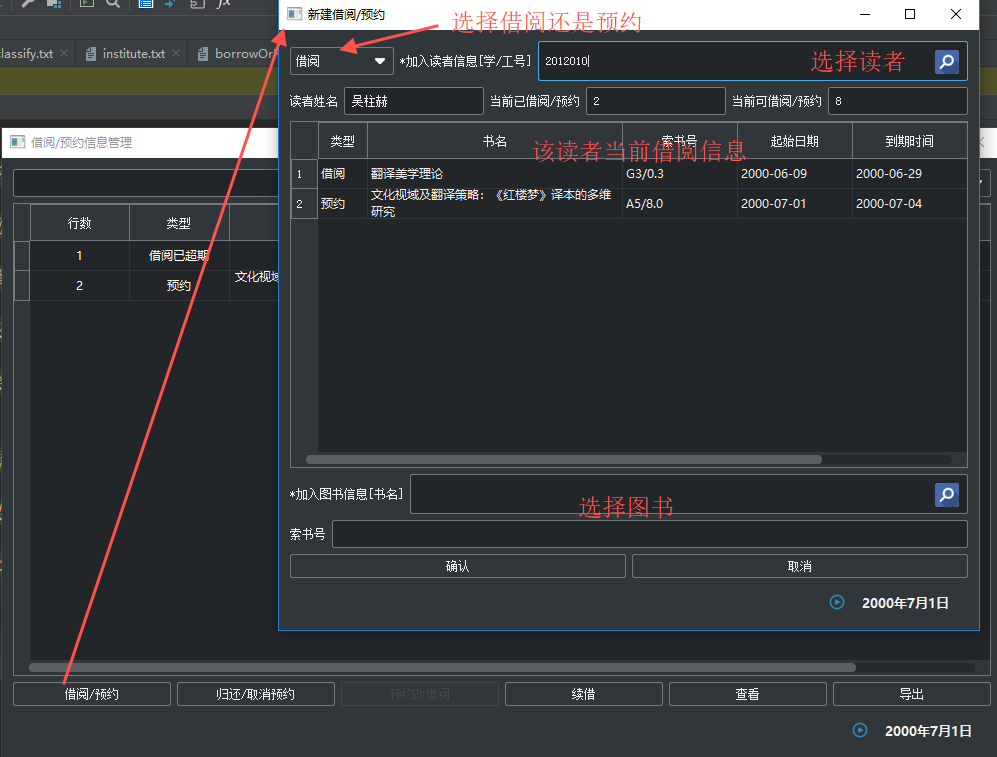 新建借阅/预约
选择借阅还是预约
lassify.txt
institute.txt
borrowOr
借阅
*加入读者信息[学/工号]
2012010
选择读者
读者姓名
吴柱赫
当前已借阅/预约
2
当前可借阅/预约
8
借阅/预约信息管理
类型
书名
索书号
起始日期
到期时间
该读者当前借阅信息
1
借阅
翻译美学理论
G3/0.3
2000-06-09
2000-06-29
2
预约
文化视域及翻译策略：《红楼梦》译本的多维
研究
A5/8.0
2000-07-01
2000-07-04
行数
类型
1
借阅已超期
2
预约
文化视域
*加入图书信息[书名]
选择图书
索书号
确认
取消
2000年7月1日
借阅/预约
归还/取消预约
预约改借阅
续借
查看
导出
2000年7月1日